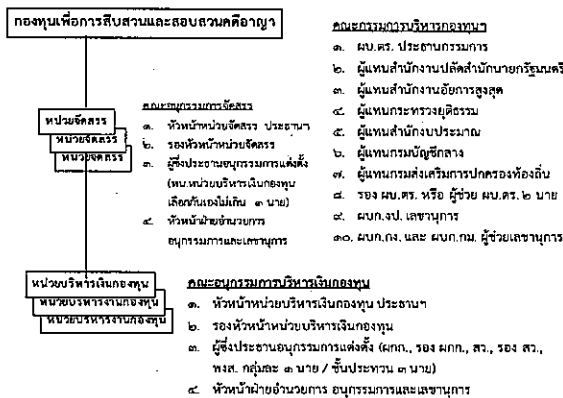 กองทุนเพื่อการสืบสวนและสอบสวนคดีอาญา
คณะกรรมการบริหารกองทุนฯ
๑. ผบ.ตร. ประธานกรรมการ
๒. ผู้แทนสำนักงานปลัดสำนักนายกรัฐมนตรี
๓. ผู้แทนสำนักงานอัยการสูงสุด
๔. ผู้แทนกระทรวงยุติธรรม
๕. ผู้แทนสำนักงบประมาณ
๖. ผู้แทนกรมบัญชีกลาง
๗. ผู้แทนกรมส่งเสริมการปกครองท้องถิ่น
๘. รอง ผบ.ตร. หรือ ผู้ช่วย ผบ.ตร. ๒ นาย
๙. ผบก.งป. เลขานุการ
๑๐. ผบก.กง. และ ผบก.กม. ผู้ช่วยเลขานุการ
หน่วยจัดสรร
หน่วยจัดสรร
หน่วยจัดสรร
คณะอนุกรรมการจัดสรร
๑. หัวหน้าหน่วยจัดสรร ประธานฯ
๒. รองหัวหน้าหน่วยจัดสรร
๓. ผู้ซึ่งประธานอนุกรรมการแต่งตั้ง
(หน.หน่วยบริหารเงินกองทุน
เลือกกันเองไม่เกิน ๓ นาย)
๔. หัวหน้าฝ่ายอำนวยการ
อนุกรรมการและเลขานุการ
หน่วยบริหารเงินกองทุน
หน่วยบริหารงานกองทุน
หน่วยบริหารงานกองทุน
คณะอนุกรรมการบริหารเงินกองทุน
๑. หัวหน้าหน่วยบริหารเงินกองทุน ประธานฯ
๒. รองหัวหน้าหน่วยบริหารเงินกองทุน
๓. ผู้ซึ่งประธานอนุกรรมการแต่งตั้ง (ผกก., รอง ผกก., สว., รอง สว.,
พงส. กลุ่มละ ๑ นาย / ชั้นประทวน ๓ นาย)
๔. หัวหน้าฝ่ายอำนวยการ อนุกรรมการและเลขานุการ